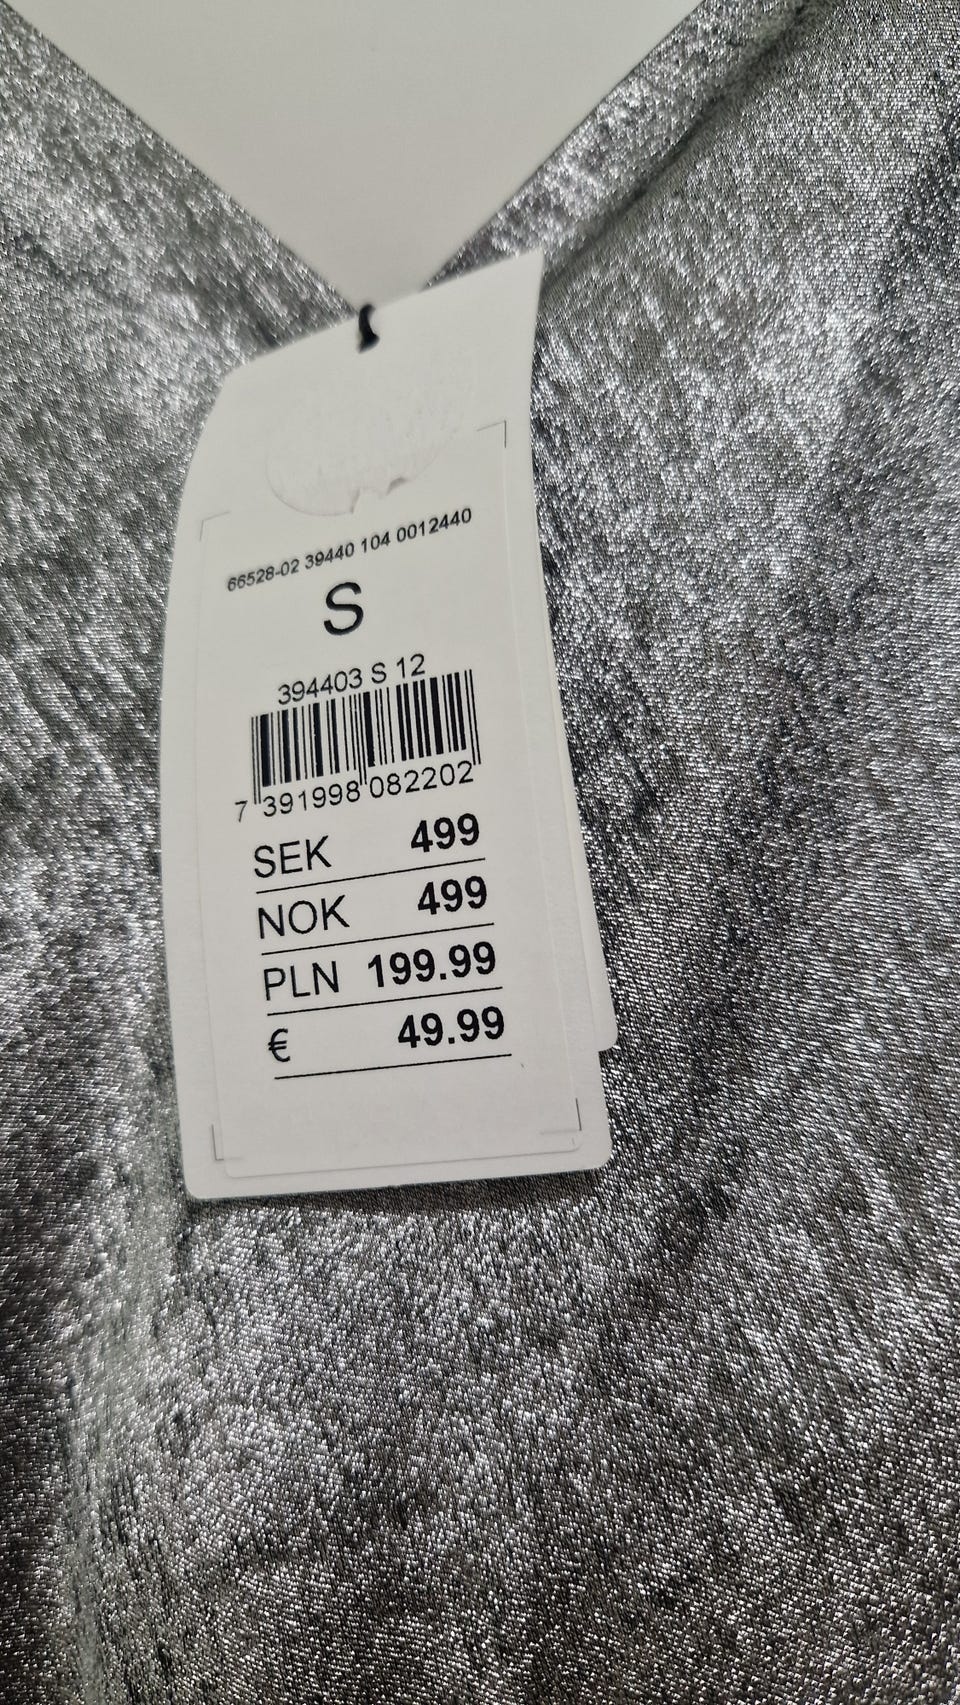 66528-02 39440 104 0012440
S
394403 S 12
7 391998 082202
SEK 499
NOK 499
PLN 199.99
€ 49.99